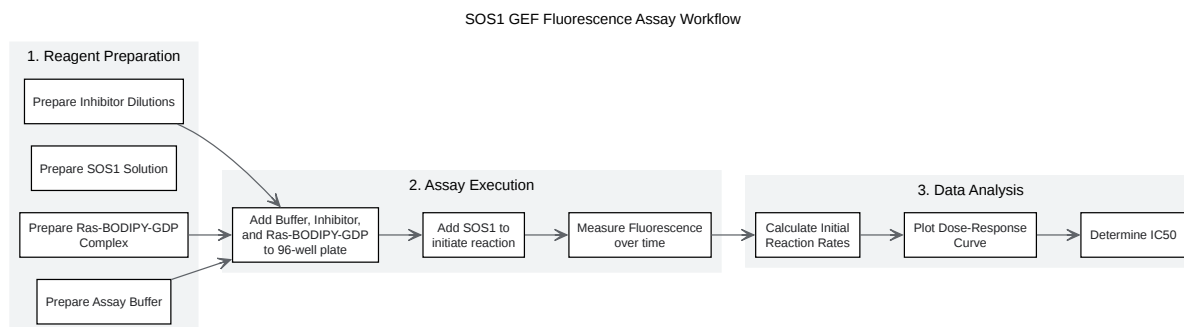 SOS1 GEF Fluorescence Assay Workflow
1. Reagent Preparation
Prepare Inhibitor Dilutions
Prepare SOS1 Solution
Prepare Ras-BODIPY-GDP
Complex
Prepare Assay Buffer
2. Assay Execution
Add Buffer, Inhibitor,
and Ras-BODIPY-GDP
to 96-well plate
Add SOS1 to
initiate reaction
Measure Fluorescence
over time
3. Data Analysis
Calculate Initial
Reaction Rates
Plot Dose-Response
Curve
Determine IC50